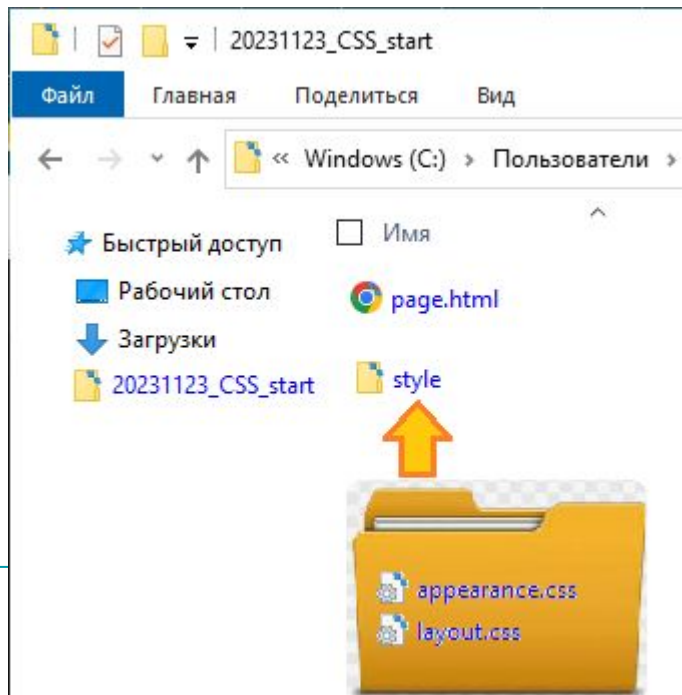 20231123_CSS_start
Файл Главная Поделиться Вид
« Windows (C:) › Пользователи ›
Быстрый доступ
Рабочий стол
Загрузки
20231123_CSS_start
Имя
page.html
style
appearance.css
layout.css